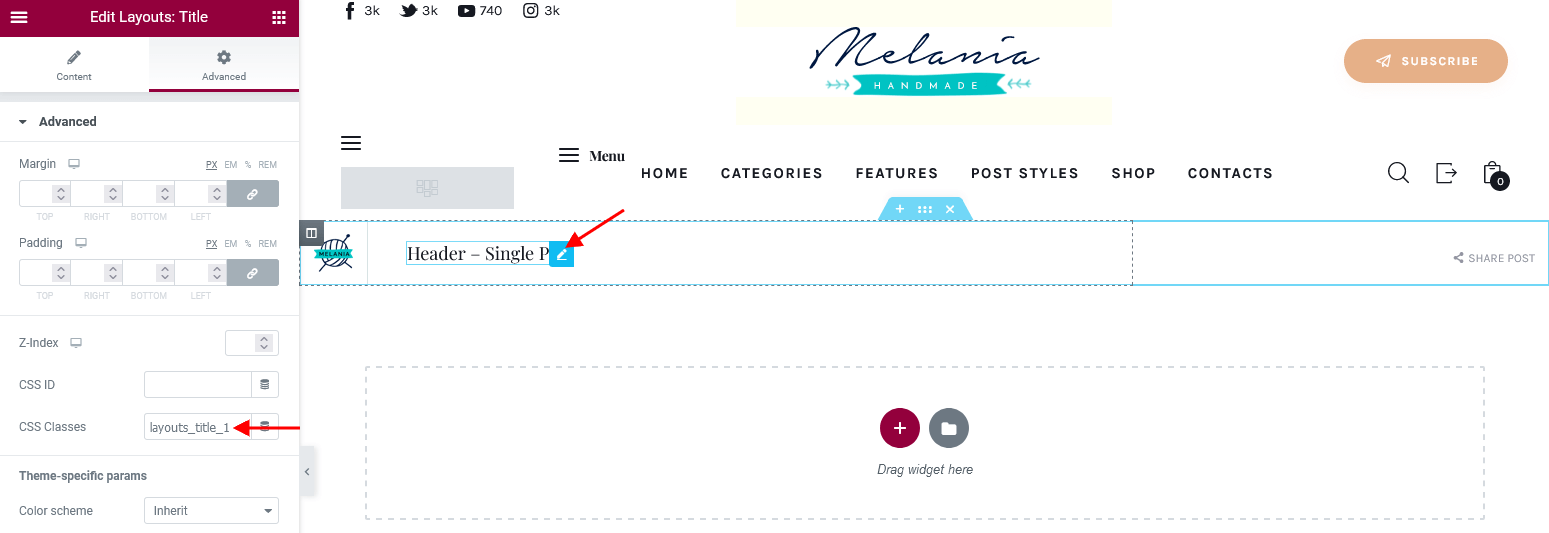 Edit Layouts: Title
Content
Advanced
Advanced
Margin
PX EM % REM
TOP RIGHT BOTTOM LEFT
Padding
PX EM % REM
TOP RIGHT BOTTOM LEFT
Z-Index
CSS ID
CSS Classes
layouts_title_1
Theme-specific params
Color scheme
Inherit
3k 3k 740 3k
Melania
HANDMADE
SUBSCRIBE
Menu
HOME CATEGORIES FEATURES POST STYLES SHOP CONTACTS
0
MELANIA
Header – Single P
SHARE POST
Drag widget here